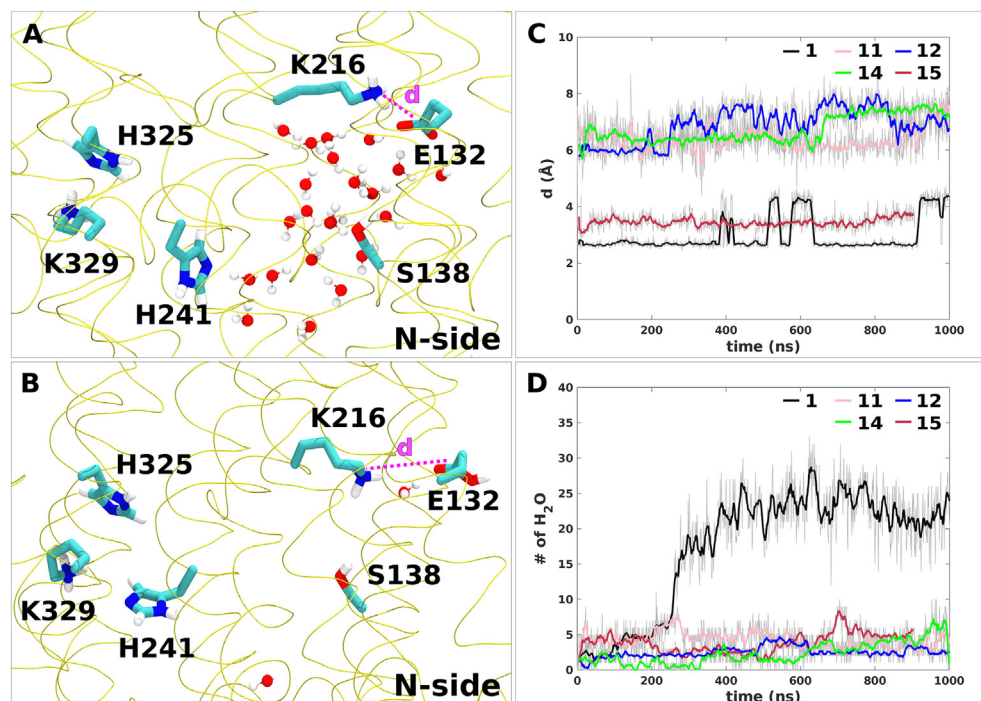 A
K216
d
H325
E132
K329
S138
H241
N-side
B
K216
d
H325
E132
S138
K329
H241
N-side
C
1 11 12
14 15
10
8
6
4
2
0
d (Å)
0 200 400 600 800 1000
time (ns)
D
1 11 12
14 15
40
35
30
25
20
15
10
5
0
# of H₂O
0 200 400 600 800 1000
time (ns)